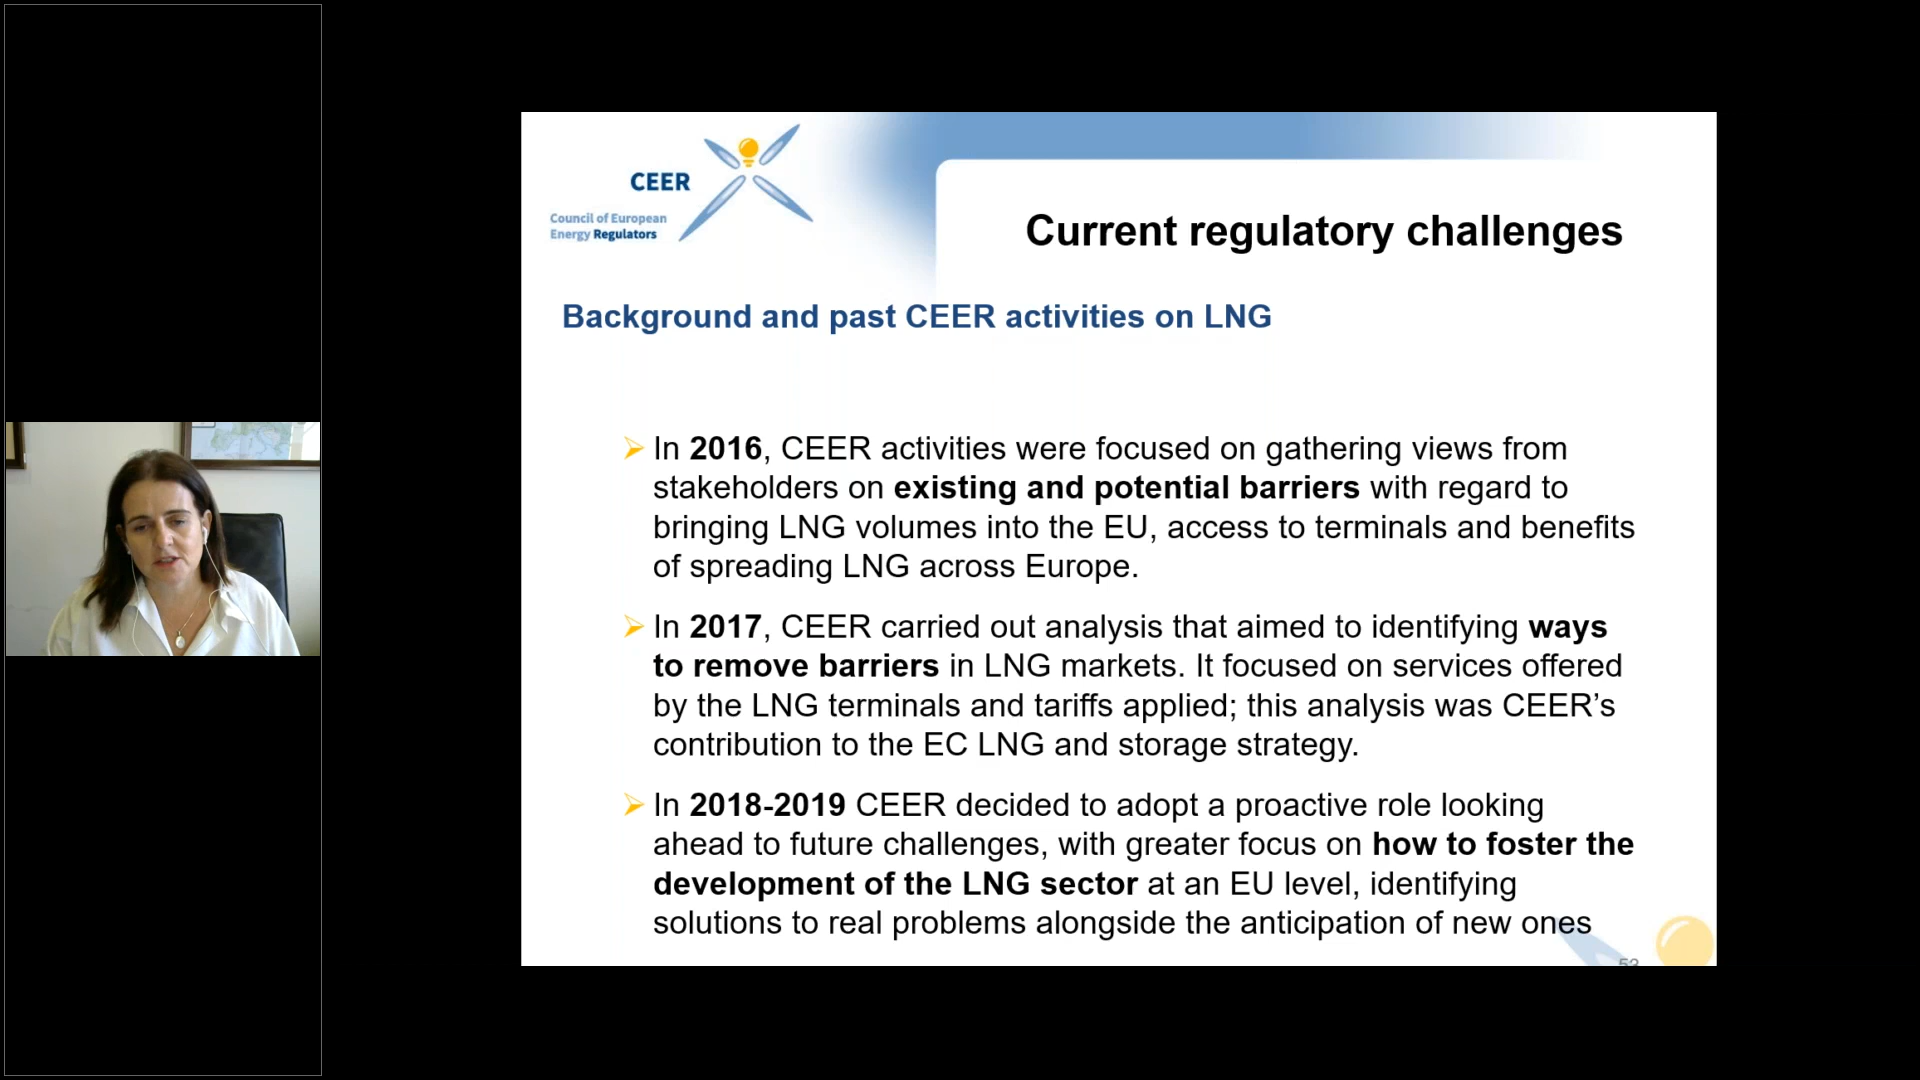 CEER
Council of European
Energy Regulators
Current regulatory challenges
Background and past CEER activities on LNG
➢ In 2016, CEER activities were focused on gathering views from
stakeholders on existing and potential barriers with regard to
bringing LNG volumes into the EU, access to terminals and benefits
of spreading LNG across Europe.
➢ In 2017, CEER carried out analysis that aimed to identifying ways
to remove barriers in LNG markets. It focused on services offered
by the LNG terminals and tariffs applied; this analysis was CEER’s
contribution to the EC LNG and storage strategy.
➢ In 2018-2019 CEER decided to adopt a proactive role looking
ahead to future challenges, with greater focus on how to foster the
development of the LNG sector at an EU level, identifying
solutions to real problems alongside the anticipation of new ones